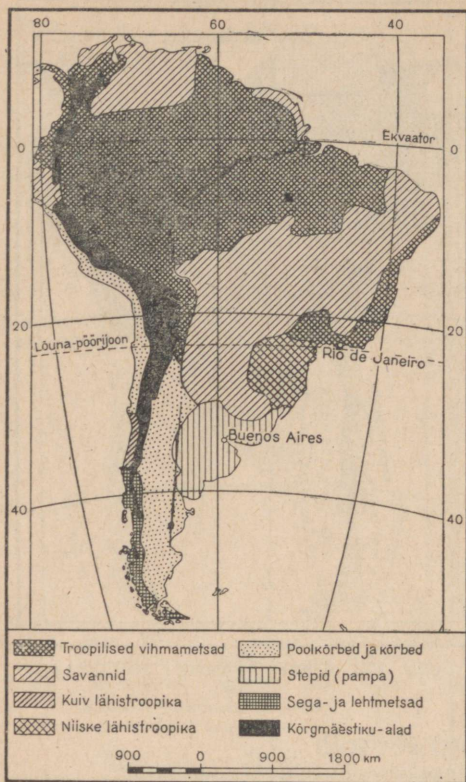 80 60 40
Ekvaator
0 0
20 20
Lõuna-pöörijoon
Rio de Janeiro
Buenos Aires
40 40
Troopilised vihmametsad
Poolkõrbed ja kõrbed
Savannid
Stepid (pampa)
Kuiv lähistroopika
Sega- ja lehtmetsad
Niiske lähistroopika
Kõrgmäestiku-alad
900 0 900 1800 км